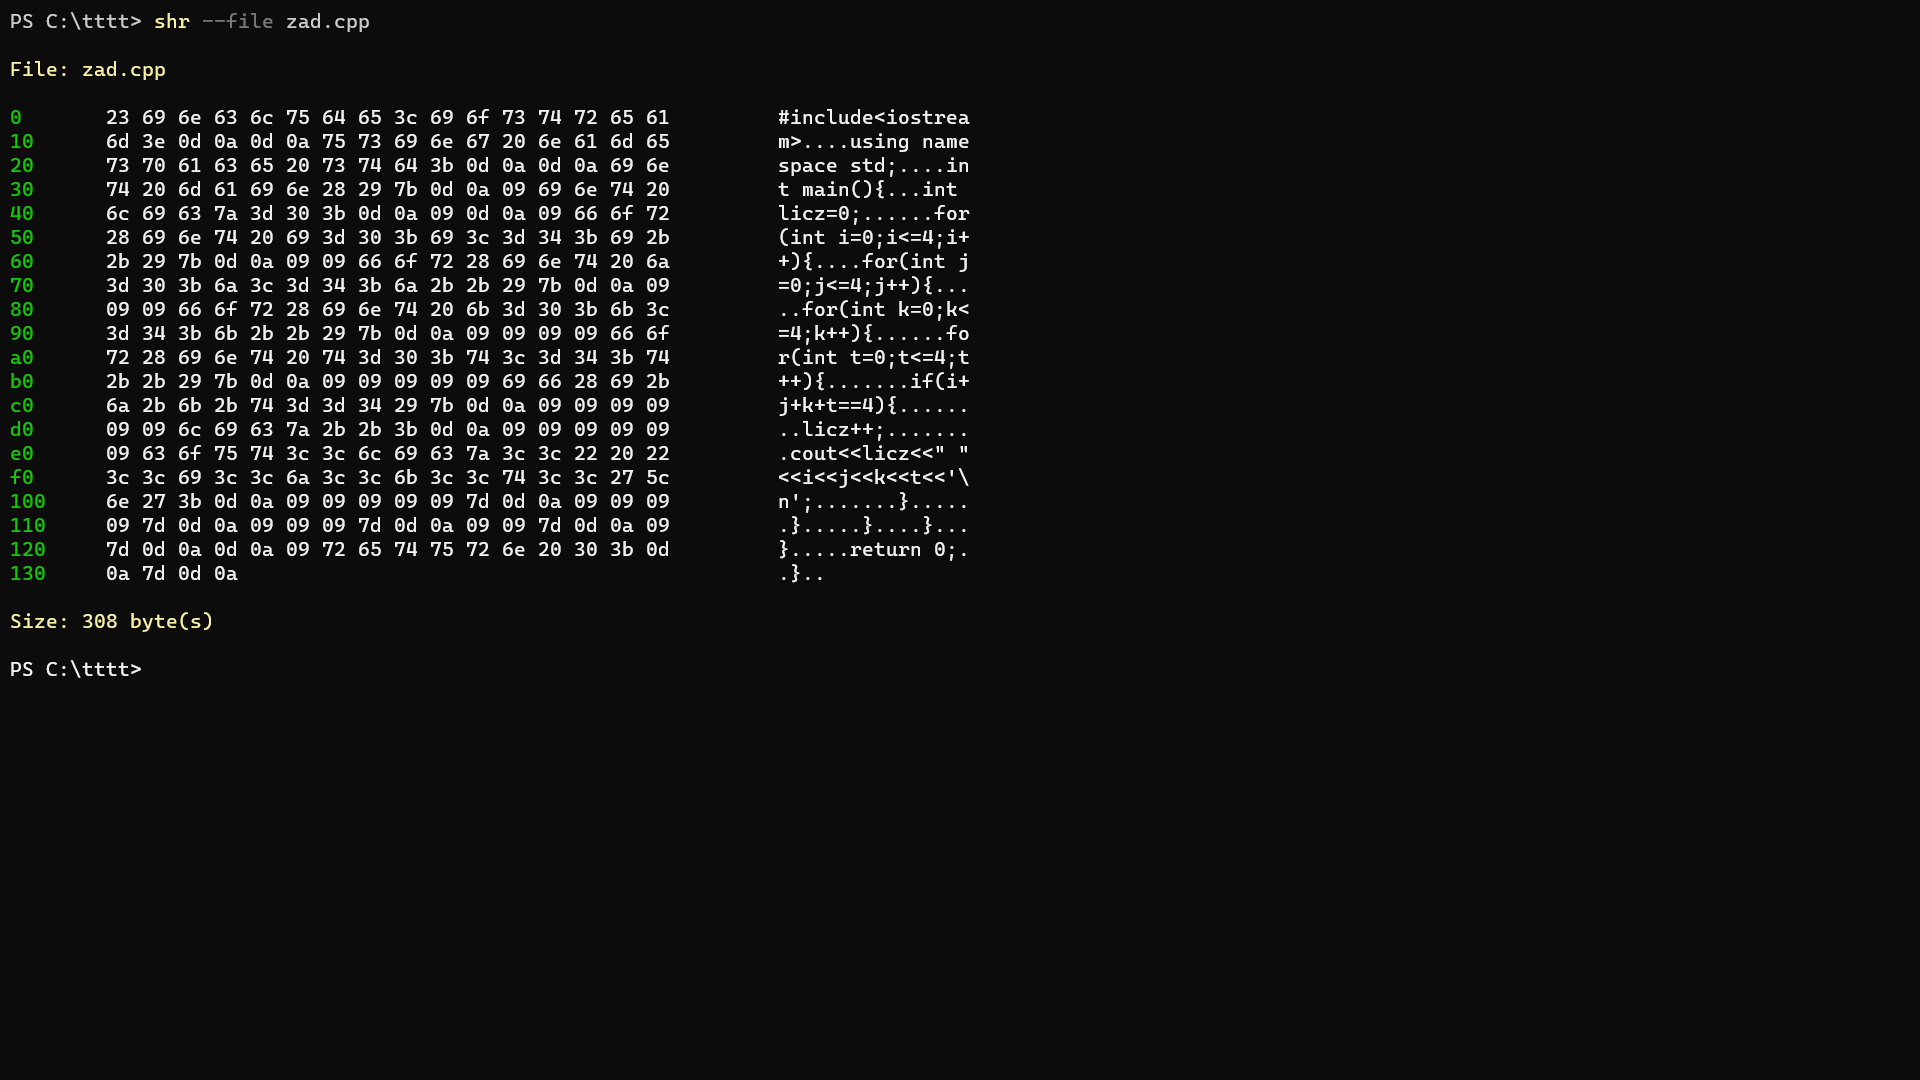 PS C:\tttt> shr --file zad.cpp
File: zad.cpp
0 23 69 6e 63 6c 75 64 65 3c 69 6f 73 74 72 65 61 #include<iostrea
10 6d 3e 0d 0a 0d 0a 75 73 69 6e 67 20 6e 61 6d 65 m>....using name
20 73 70 61 63 65 20 73 74 64 3b 0d 0a 0d 0a 69 6e space std;....in
30 74 20 6d 61 69 6e 28 29 7b 0d 0a 09 69 6e 74 20 t main(){...int
40 6c 69 63 7a 3d 30 3b 0d 0a 09 0d 0a 09 66 6f 72 licz=0;......for
50 28 69 6e 74 20 69 3d 30 3b 69 3c 3d 34 3b 69 2b (int i=0;i<=4;i+
60 2b 29 7b 0d 0a 09 09 66 6f 72 28 69 6e 74 20 6a +){....for(int j
70 3d 30 3b 6a 3c 3d 34 3b 6a 2b 2b 29 7b 0d 0a 09 =0;j<=4;j++){...
80 09 09 66 6f 72 28 69 6e 74 20 6b 3d 30 3b 6b 3c ..for(int k=0;k<
90 3d 34 3b 6b 2b 2b 29 7b 0d 0a 09 09 09 09 66 6f =4;k++){......fo
a0 72 28 69 6e 74 20 74 3d 30 3b 74 3c 3d 34 3b 74 r(int t=0;t<=4;t
b0 2b 2b 29 7b 0d 0a 09 09 09 09 09 69 66 28 69 2b ++){.......if(i+
c0 6a 2b 6b 2b 74 3d 3d 34 29 7b 0d 0a 09 09 09 09 j+k+t==4){......
d0 09 09 6c 69 63 7a 2b 2b 3b 0d 0a 09 09 09 09 09 ..licz++;.......
e0 09 63 6f 75 74 3c 3c 6c 69 63 7a 3c 3c 22 20 22 .cout<<licz<<" "
f0 3c 3c 69 3c 3c 6a 3c 3c 6b 3c 3c 74 3c 3c 27 5c <<i<<j<<k<<t<<'\
100 6e 27 3b 0d 0a 09 09 09 09 09 7d 0d 0a 09 09 09 n';.......}.....
110 09 7d 0d 0a 09 09 09 7d 0d 0a 09 09 7d 0d 0a 09 .}.....}....}...
120 7d 0d 0a 0d 0a 09 72 65 74 75 72 6e 20 30 3b 0d }.....return 0;.
130 0a 7d 0d 0a .}..
Size: 308 byte(s)
PS C:\tttt>